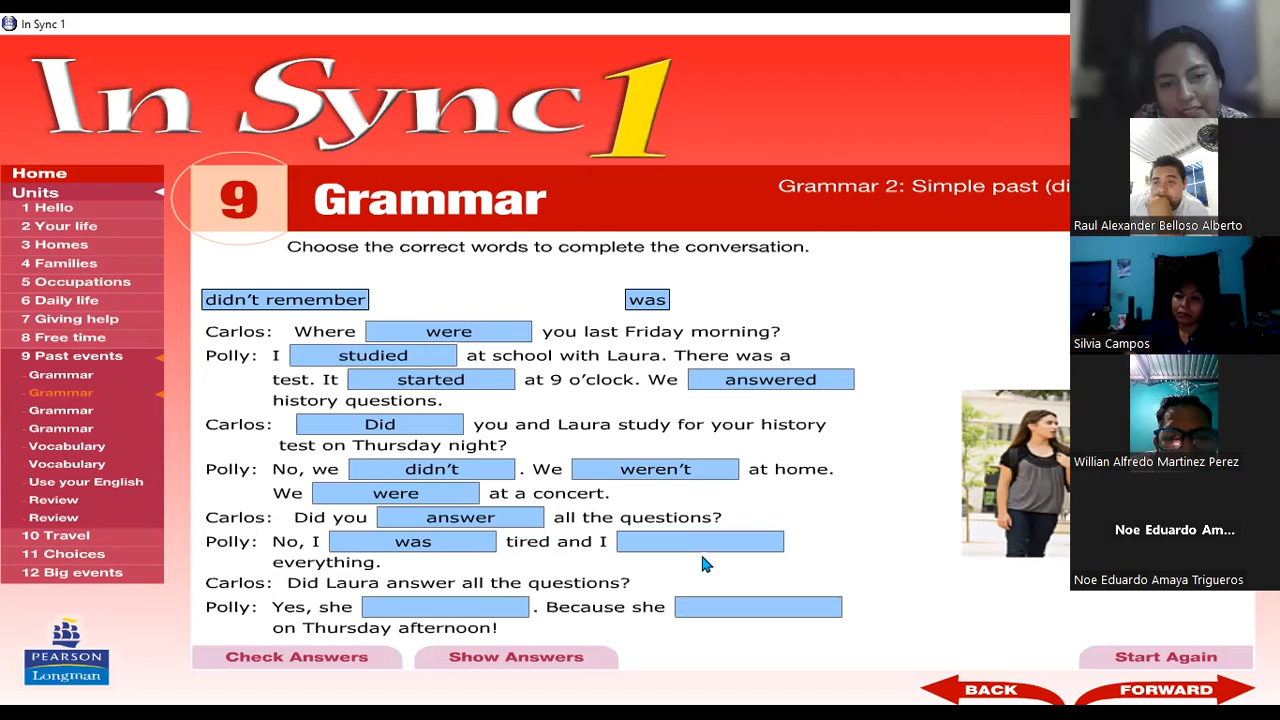 In Sync 1
In Sync 1
Home
Units
1 Hello
2 Your life
3 Homes
4 Families
5 Occupations
6 Daily life
7 Giving help
8 Free time
9 Past events
- Grammar
- Grammar
- Grammar
- Grammar
- Vocabulary
- Vocabulary
- Use your English
- Review
- Review
10 Travel
11 Choices
12 Big events
PEARSON
Longman
9 Grammar
Grammar 2: Simple past (di
Choose the correct words to complete the conversation.
didn't remember was
Carlos: Where were you last Friday morning?
Polly: I studied at school with Laura. There was a
test. It started at 9 o'clock. We answered
history questions.
Carlos: Did you and Laura study for your history
test on Thursday night?
Polly: No, we didn't. We weren't at home.
We were at a concert.
Carlos: Did you answer all the questions?
Polly: No, I was tired and I
everything.
Carlos: Did Laura answer all the questions?
Polly: Yes, she . Because she
on Thursday afternoon!
Check Answers Show Answers Start Again
BACK FORWARD
Raul Alexander Belloso Alberto
Silvia Campos
Willian Alfredo Martinez Perez
Noe Eduardo Am...
Noe Eduardo Amaya Trigueros